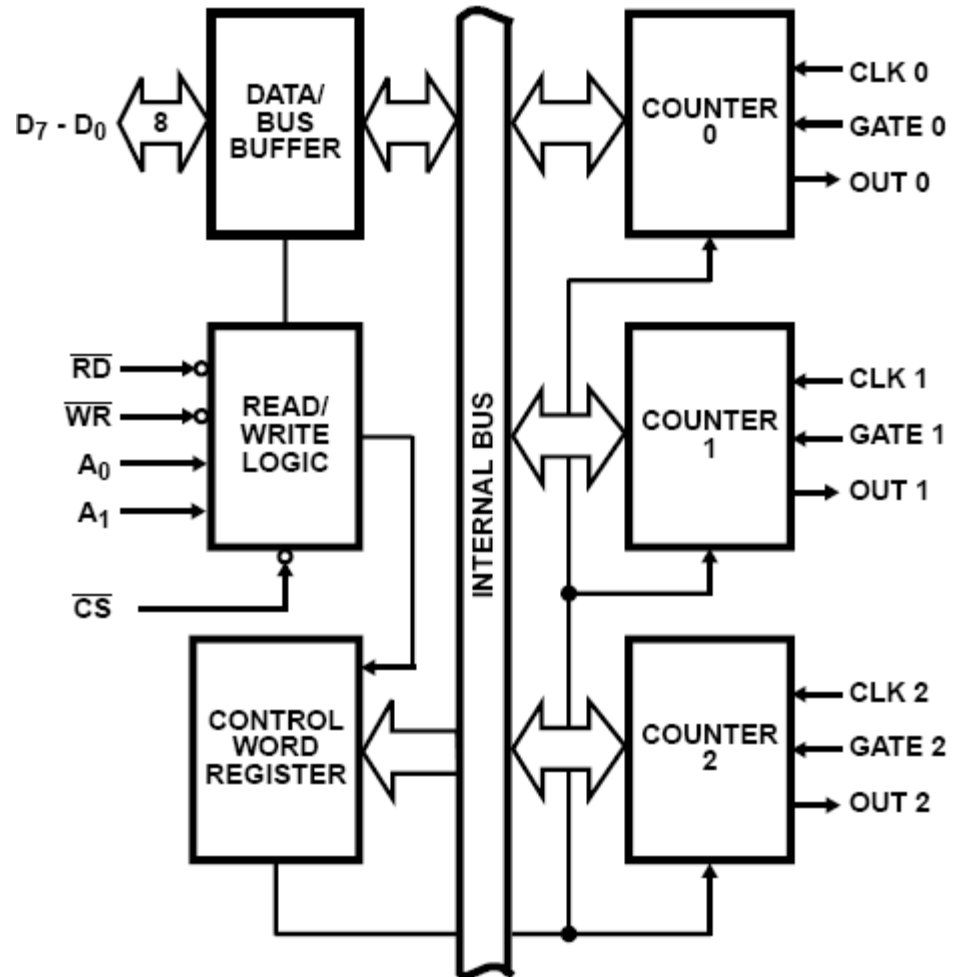 D7 - D0
8
DATA/
BUS
BUFFER
INTERNAL BUS
COUNTER
0
CLK 0
GATE 0
OUT 0
RD
WR
A0
A1
CS
READ/
WRITE
LOGIC
COUNTER
1
CLK 1
GATE 1
OUT 1
CONTROL
WORD
REGISTER
COUNTER
2
CLK 2
GATE 2
OUT 2